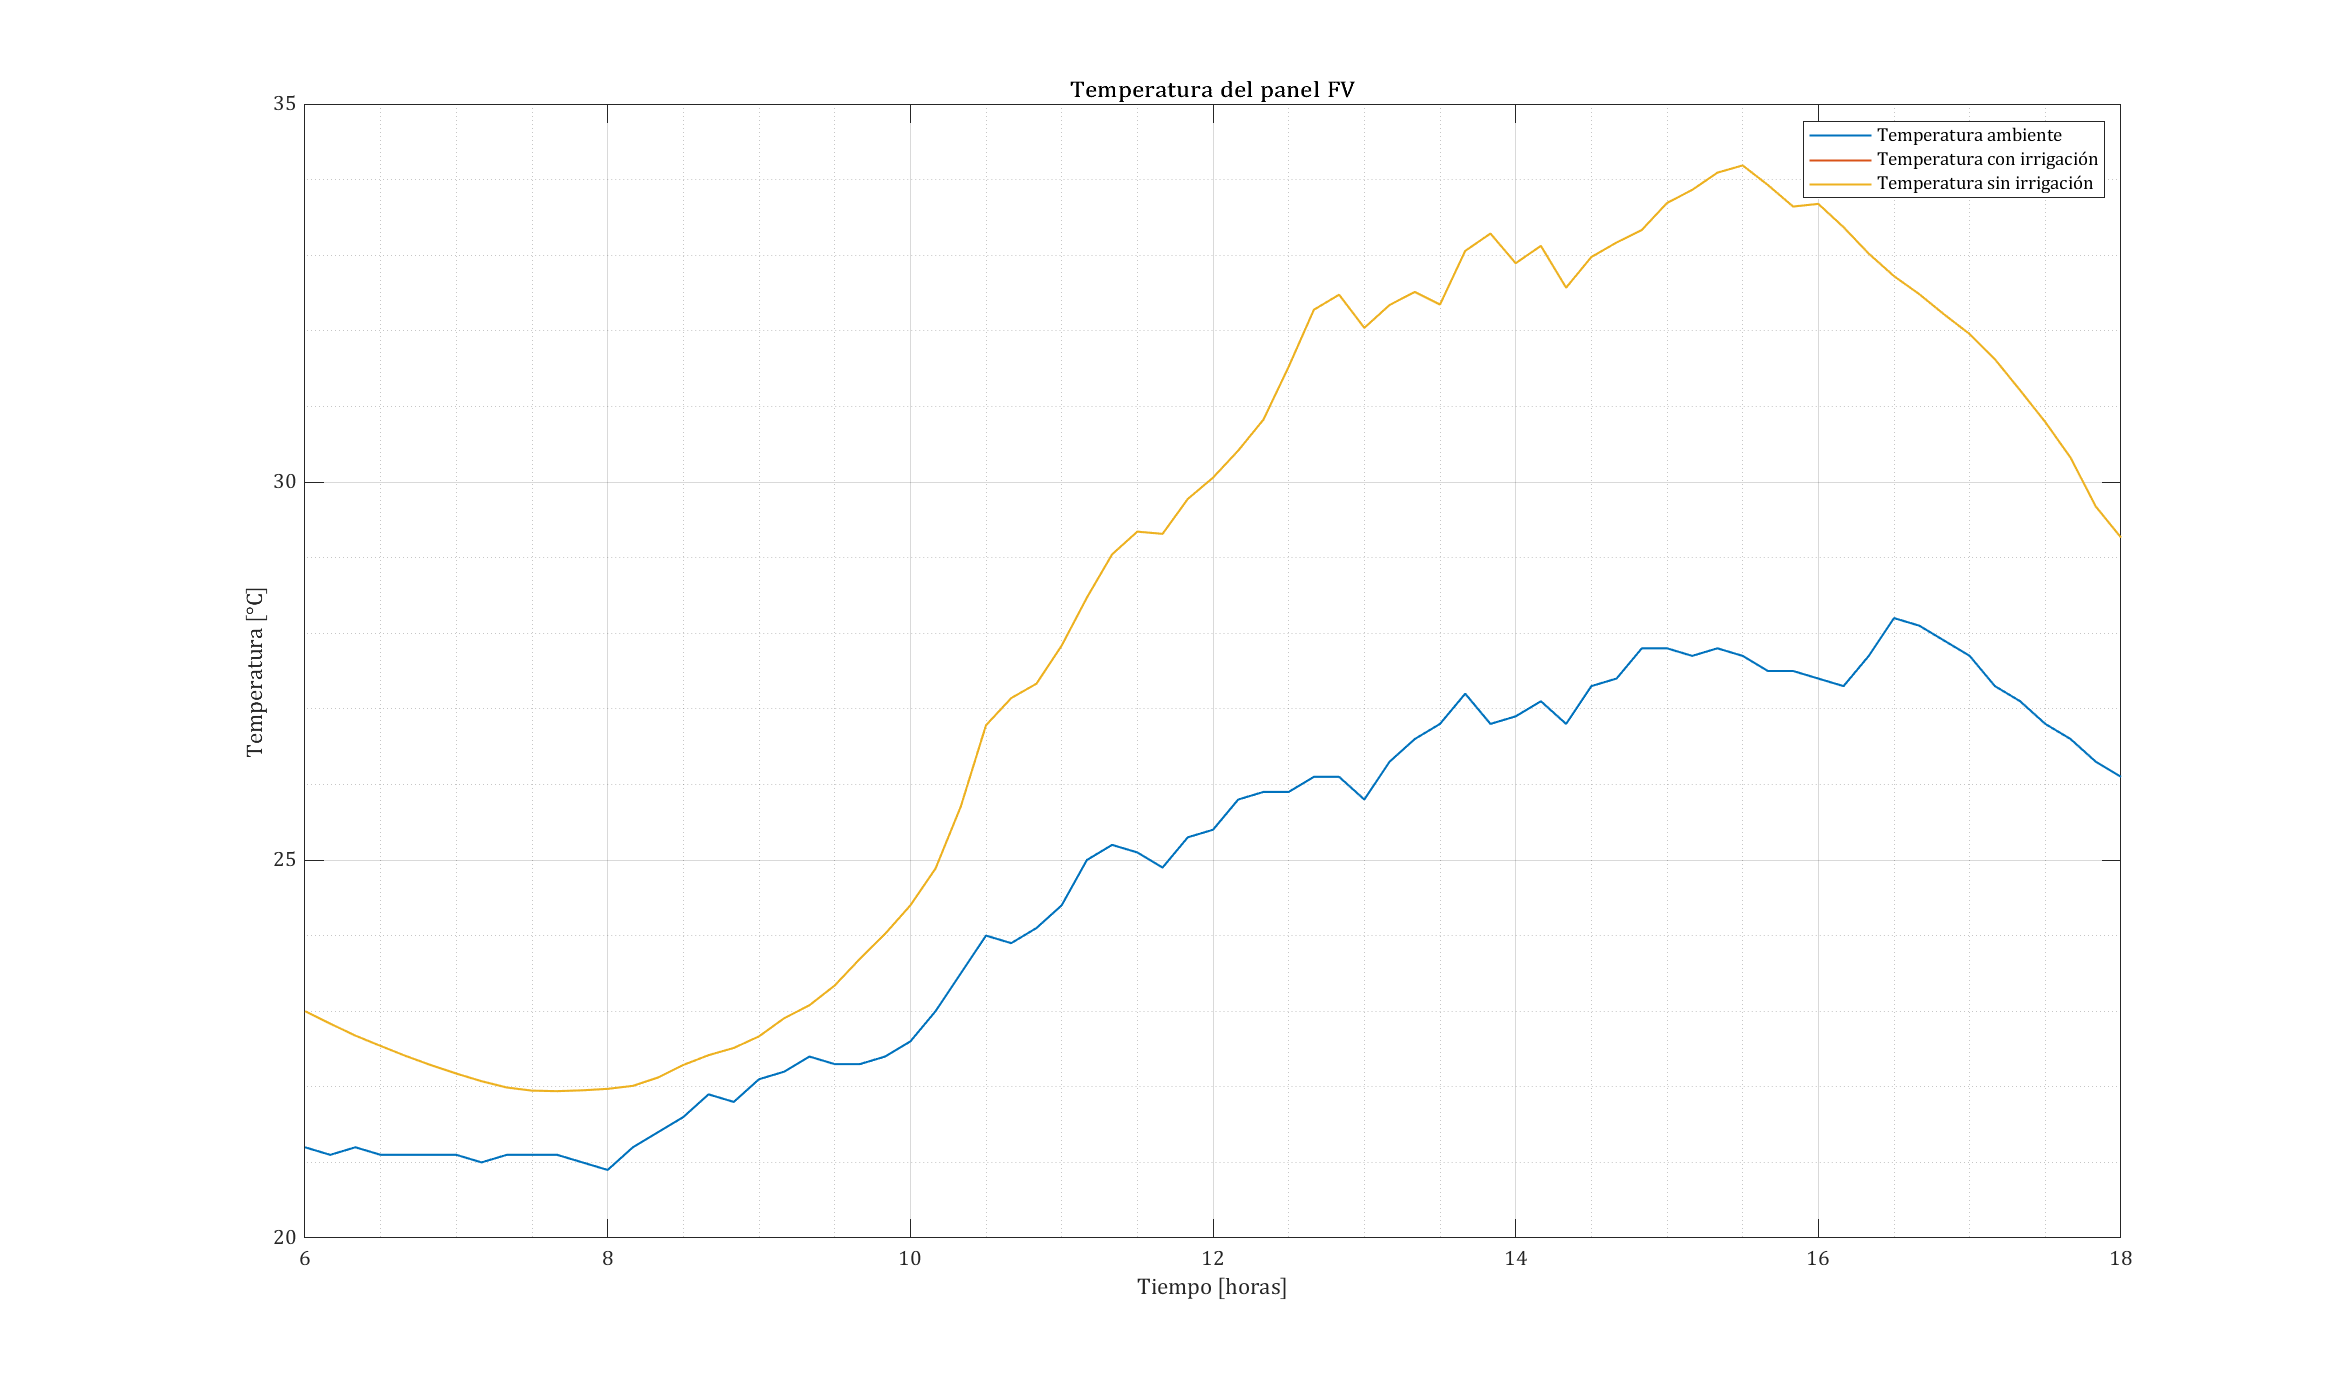 Temperatura del panel FV
35
Temperatura ambiente
Temperatura con irrigación
Temperatura sin irrigación
30
Temperatura [°C]
25
20
6 8 10 12 14 16 18
Tiempo [horas]